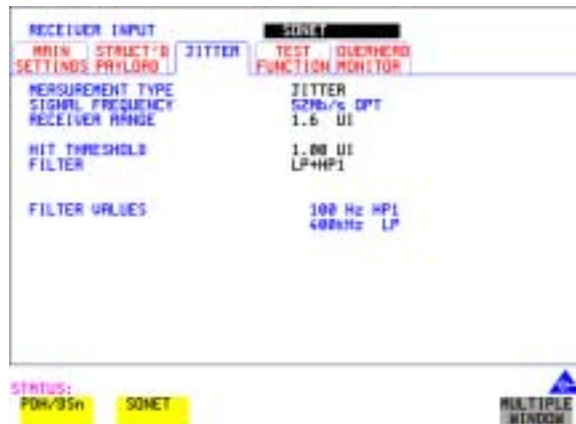 RECEIVER INPUT SONET
MAIN SETTINGS STRUCT'D PAYLOAD JITTER TEST FUNCTION OVERHEAD MONITOR
MEASUREMENT TYPE JITTER
SIGNAL FREQUENCY 52Mb/s OPT
RECEIVER RANGE 1.6 UI
HIT THRESHOLD 1.00 UI
FILTER LP+HP1
FILTER VALUES 100 Hz HP1
400kHz LP
STATUS:
PDH/DSn SONET MULTIPLE WINDOW